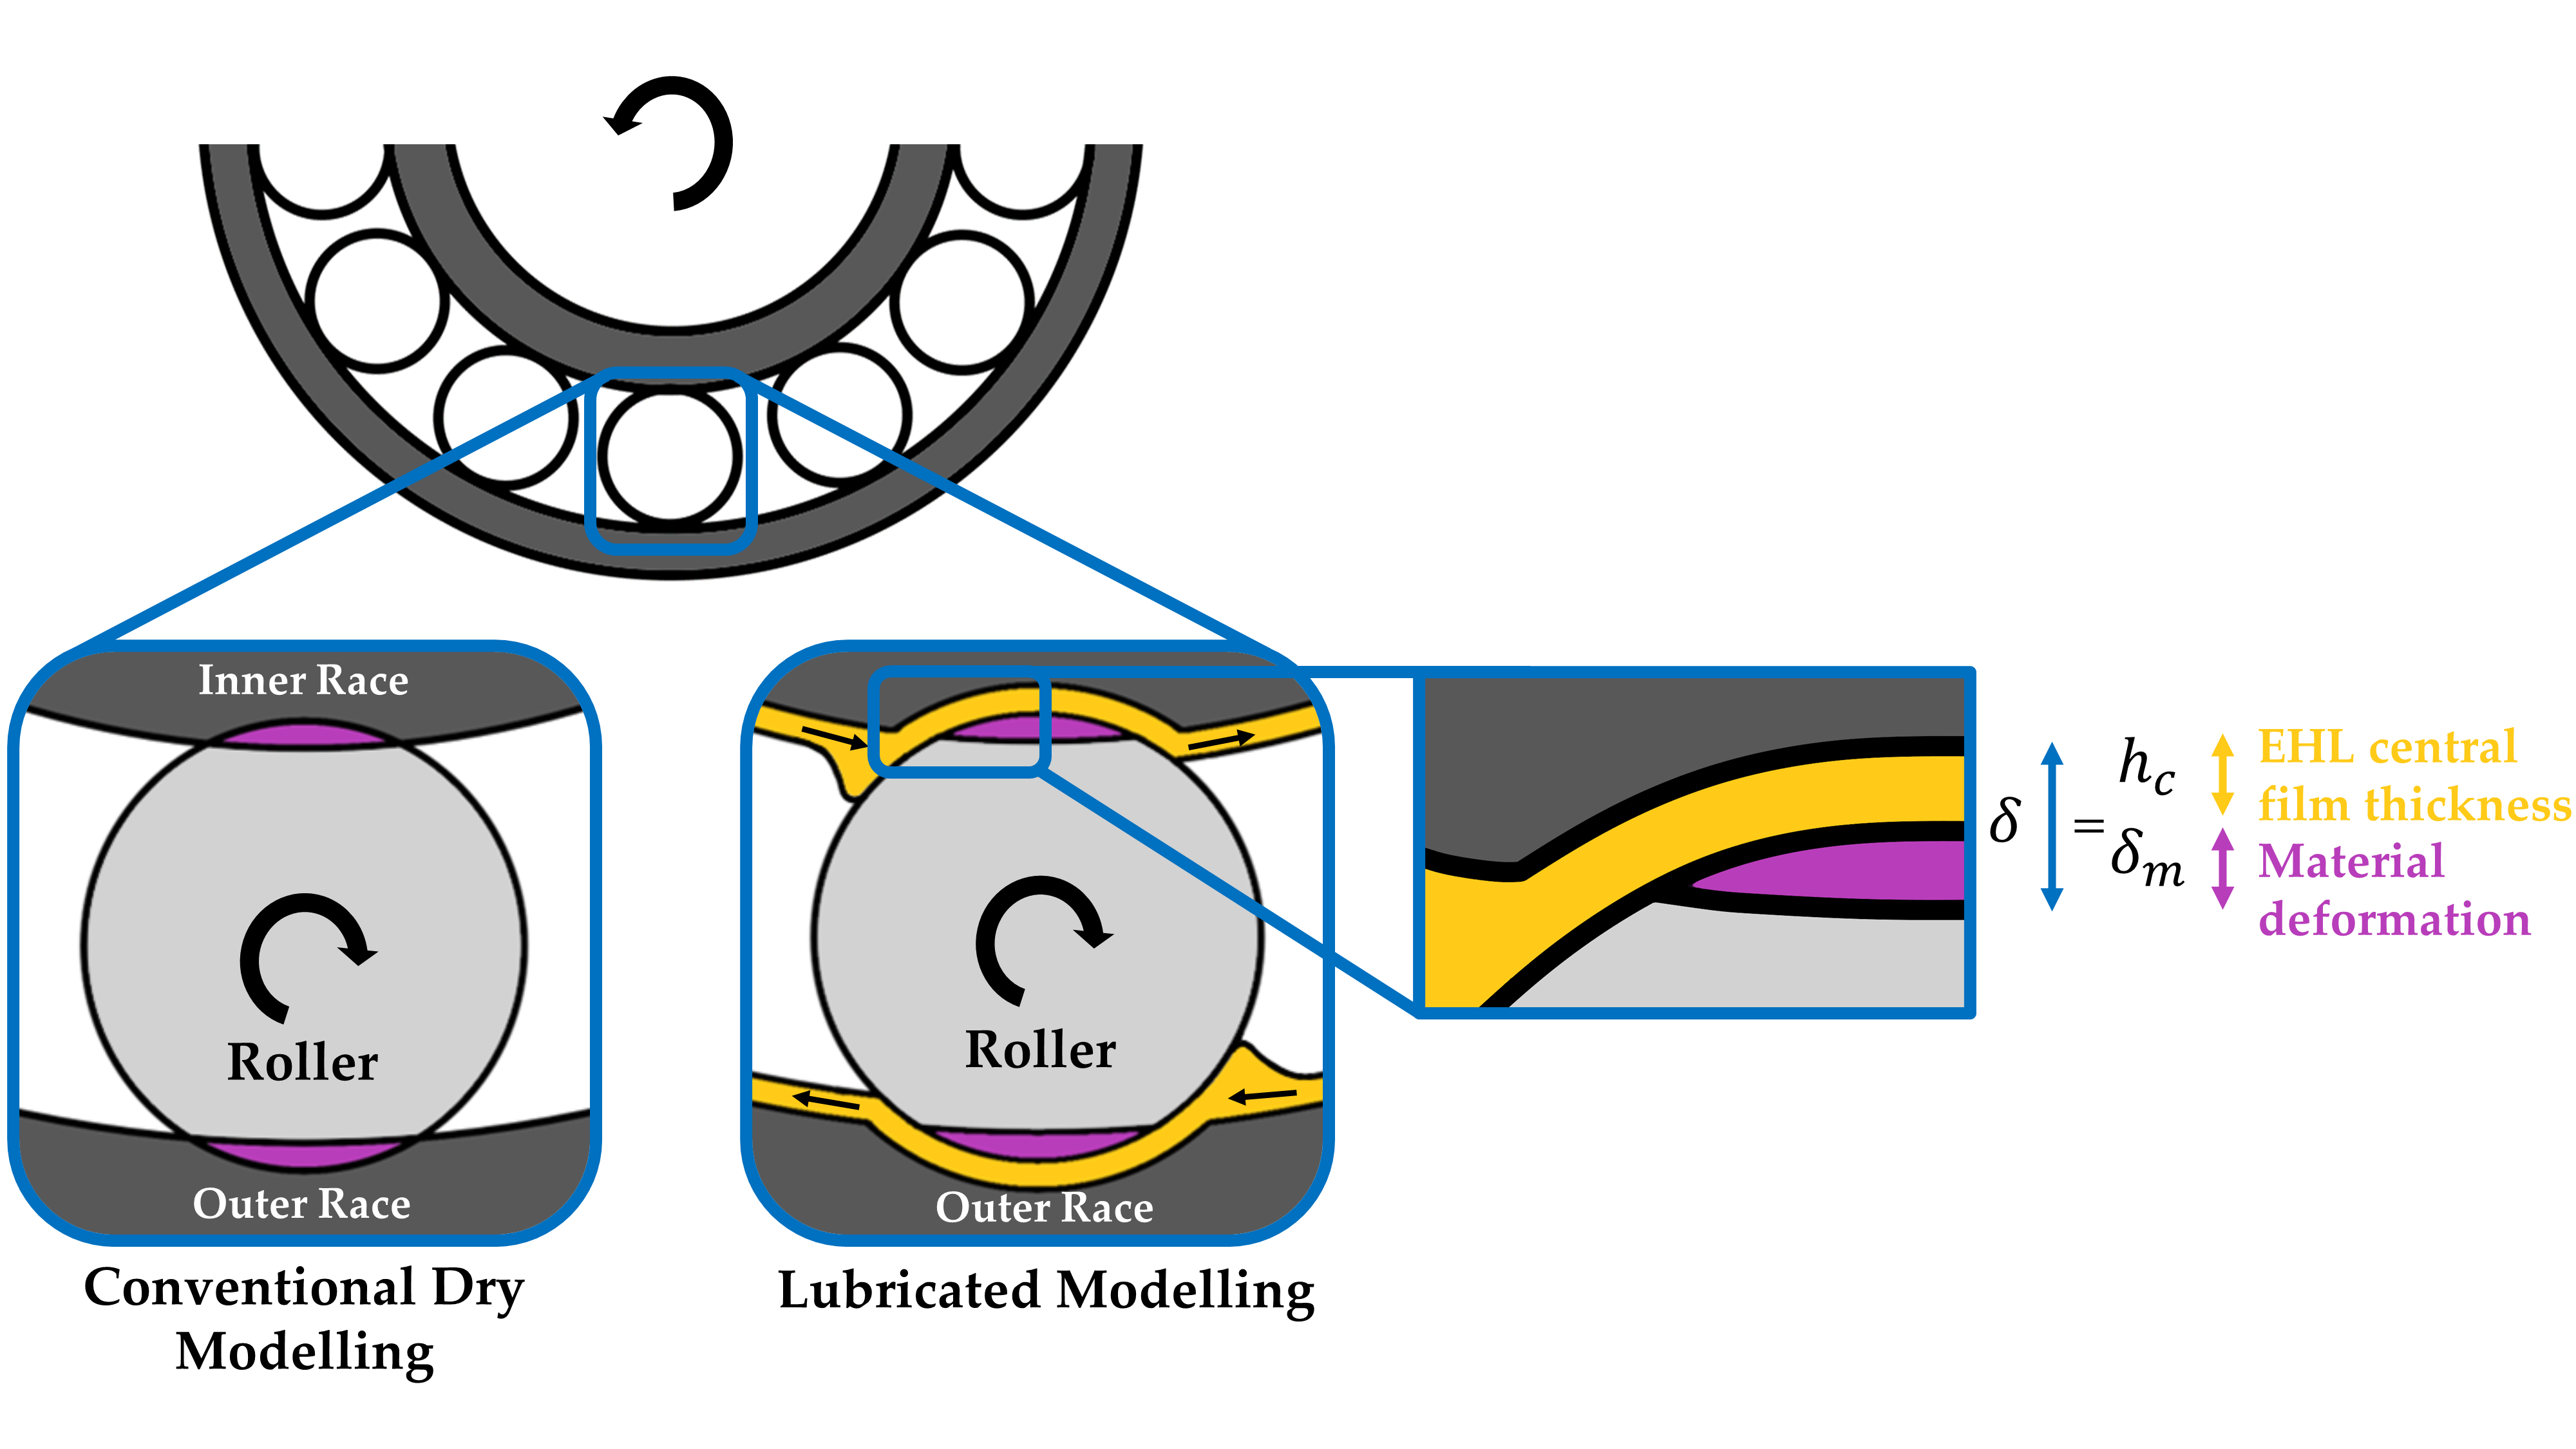 Inner Race
Roller
Outer Race
Conventional Dry
Modelling
Roller
Outer Race
Lubricated Modelling
δ
=
h_c
δ_m
EHL central
film thickness
Material
deformation